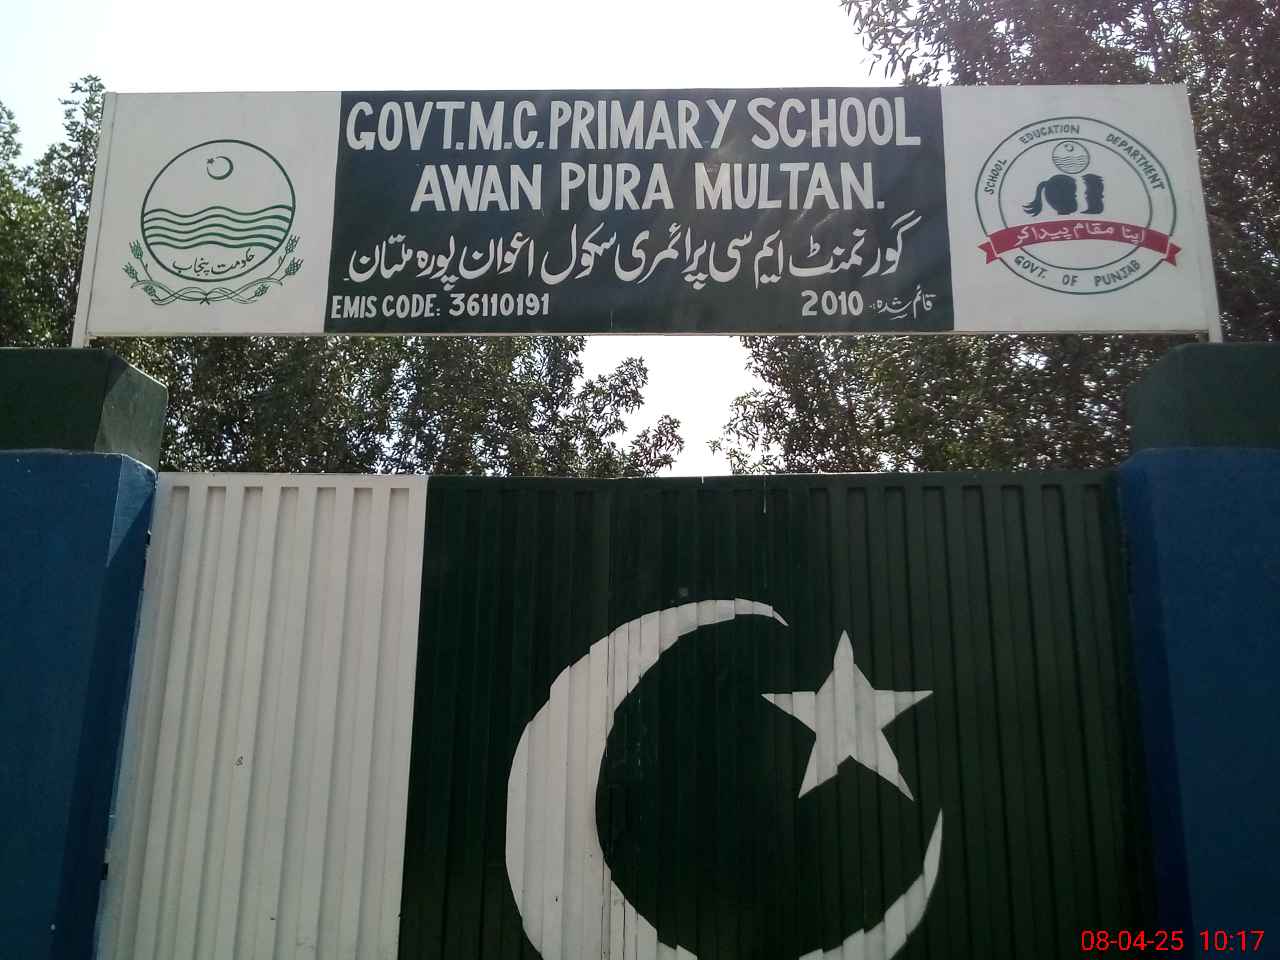 GOVT.M.C.PRIMARY SCHOOL
AWAN PURA MULTAN.
گورنمنٹ ایم سی پرائمری سکول اعوان پورہ ملتان۔
EMIS CODE: 36110191
قائم شدہ: 2010
حکومت پنجاب
SCHOOL EDUCATION DEPARTMENT
اپنا مقام پیدا کر
GOVT. OF PUNJAB
08-04-25 10:17